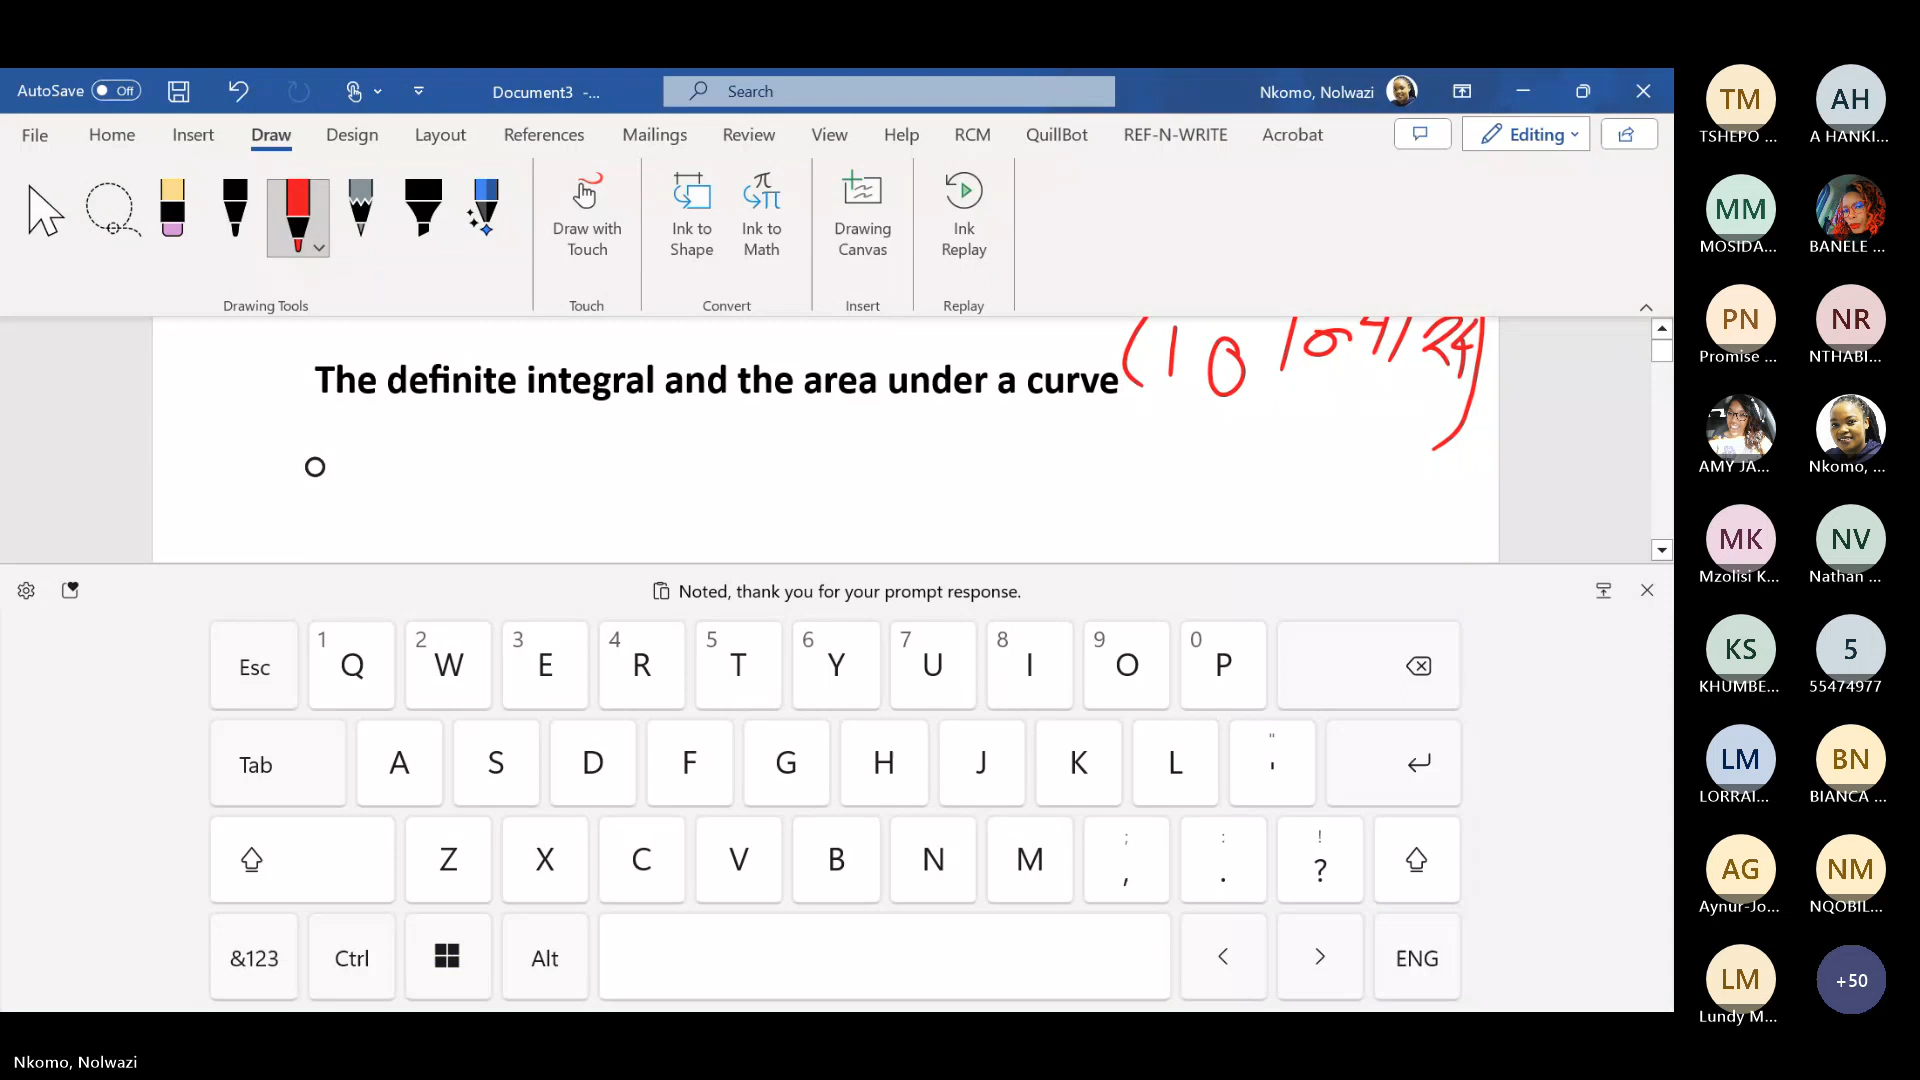 AutoSave Off Document3 -... Search Nkomo, Nolwazi
File Home Insert Draw Design Layout References Mailings Review View Help RCM QuillBot REF-N-WRITE Acrobat Editing
Draw with Touch
Ink to Shape
Ink to Math
Drawing Canvas
Ink Replay
Drawing Tools Touch Convert Insert Replay
The definite integral and the area under a curve
Noted, thank you for your prompt response.
Esc 1 Q 2 W 3 E 4 R 5 T 6 Y 7 U 8 I 9 O 0 P
Tab A S D F G H J K L " '
Z X C V B N M ; , : . ! ?
&123 Ctrl Alt < > ENG
TM AH
TSHEPO ... A HANKI...
MM
MOSIDA... BANELE ...
PN NR
Promise ... NTHABI...
AMY JA... Nkomo, ...
MK NV
Mzolisi K... Nathan ...
KS 5
KHUMBE... 55474977
LM BN
LORRAI... BIANCA ...
AG NM
Aynur-Jo... NQOBIL...
LM +50
Lundy M...
Nkomo, Nolwazi